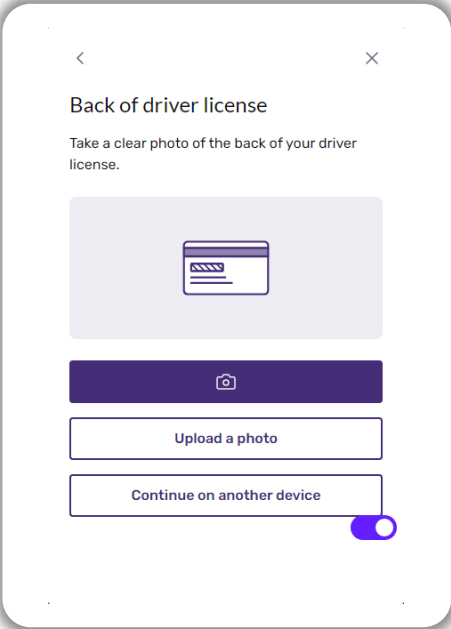 Back of driver license
Take a clear photo of the back of your driver
license.
Upload a photo
Continue on another device